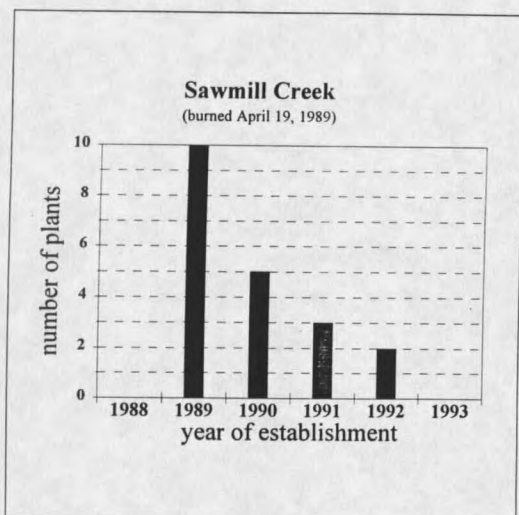 Sawmill Creek
(burned April 19, 1989)
10
8
6
4
2
0
number of plants
1988 1989 1990 1991 1992 1993
year of establishment